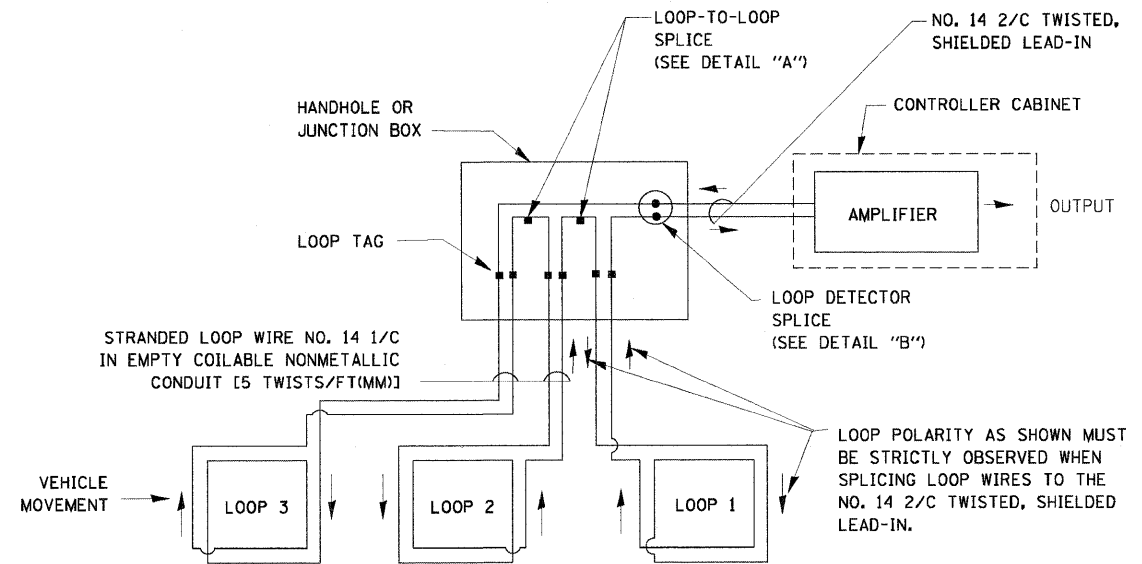 LOOP-TO-LOOP
SPLICE
(SEE DETAIL "A")
NO. 14 2/C TWISTED,
SHIELDED LEAD-IN
HANDHOLE OR
JUNCTION BOX
CONTROLLER CABINET
AMPLIFIER
OUTPUT
LOOP TAG
LOOP DETECTOR
SPLICE
(SEE DETAIL "B")
STRANDED LOOP WIRE NO. 14 1/C
IN EMPTY COILABLE NONMETALLIC
CONDUIT [5 TWISTS/FT(MM)]
LOOP POLARITY AS SHOWN MUST
BE STRICTLY OBSERVED WHEN
SPLICING LOOP WIRES TO THE
NO. 14 2/C TWISTED, SHIELDED
LEAD-IN.
VEHICLE
MOVEMENT
LOOP 3
LOOP 2
LOOP 1